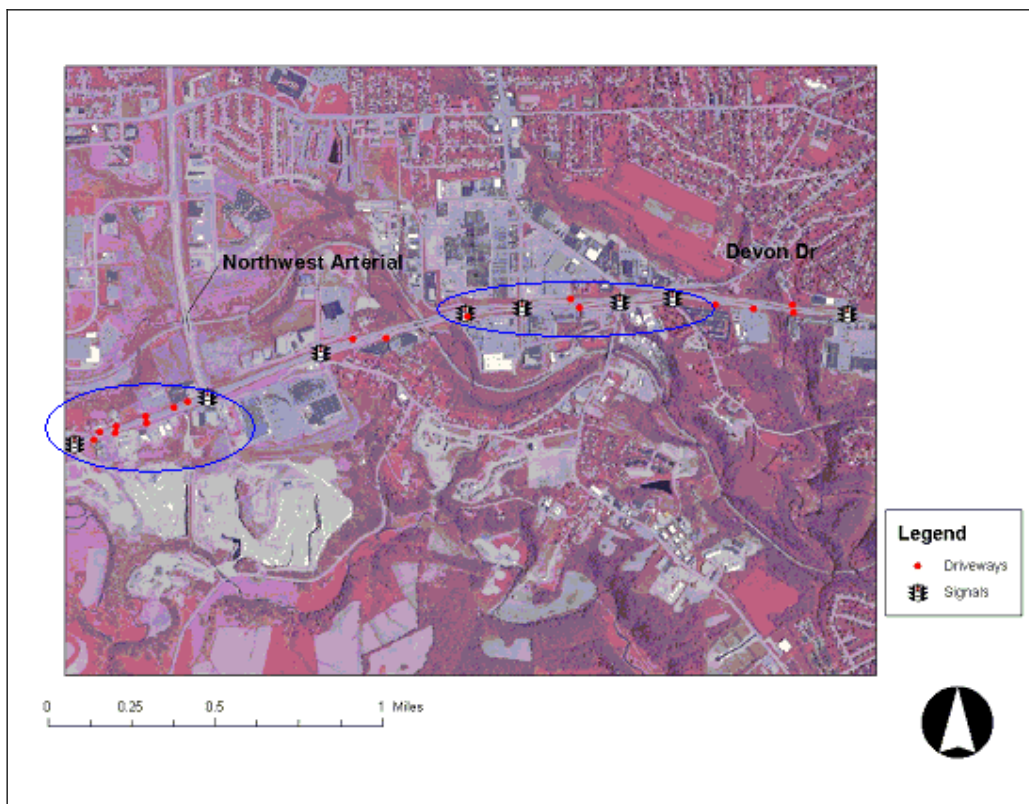 Devon Dr
Northwest Arterial
Legend
Driveways
Signals
0 0.25 0.5 1 Miles